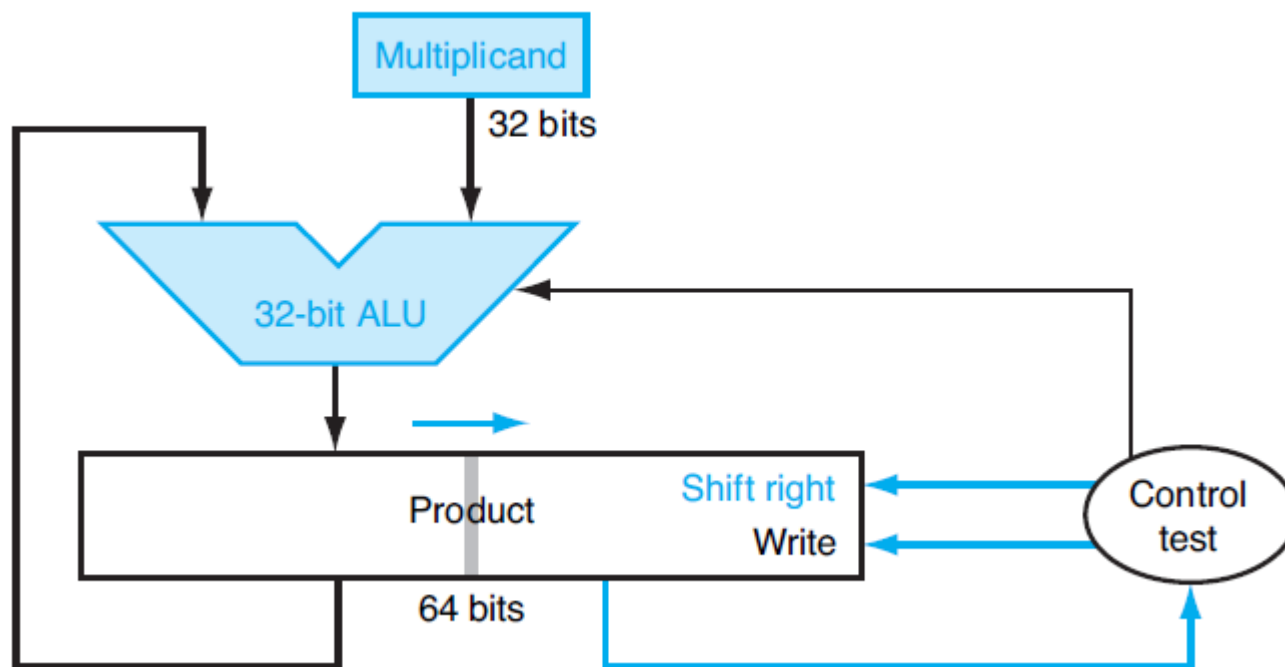 Multiplicand
32 bits
32-bit ALU
Shift right
Product
Write
Control
test
64 bits